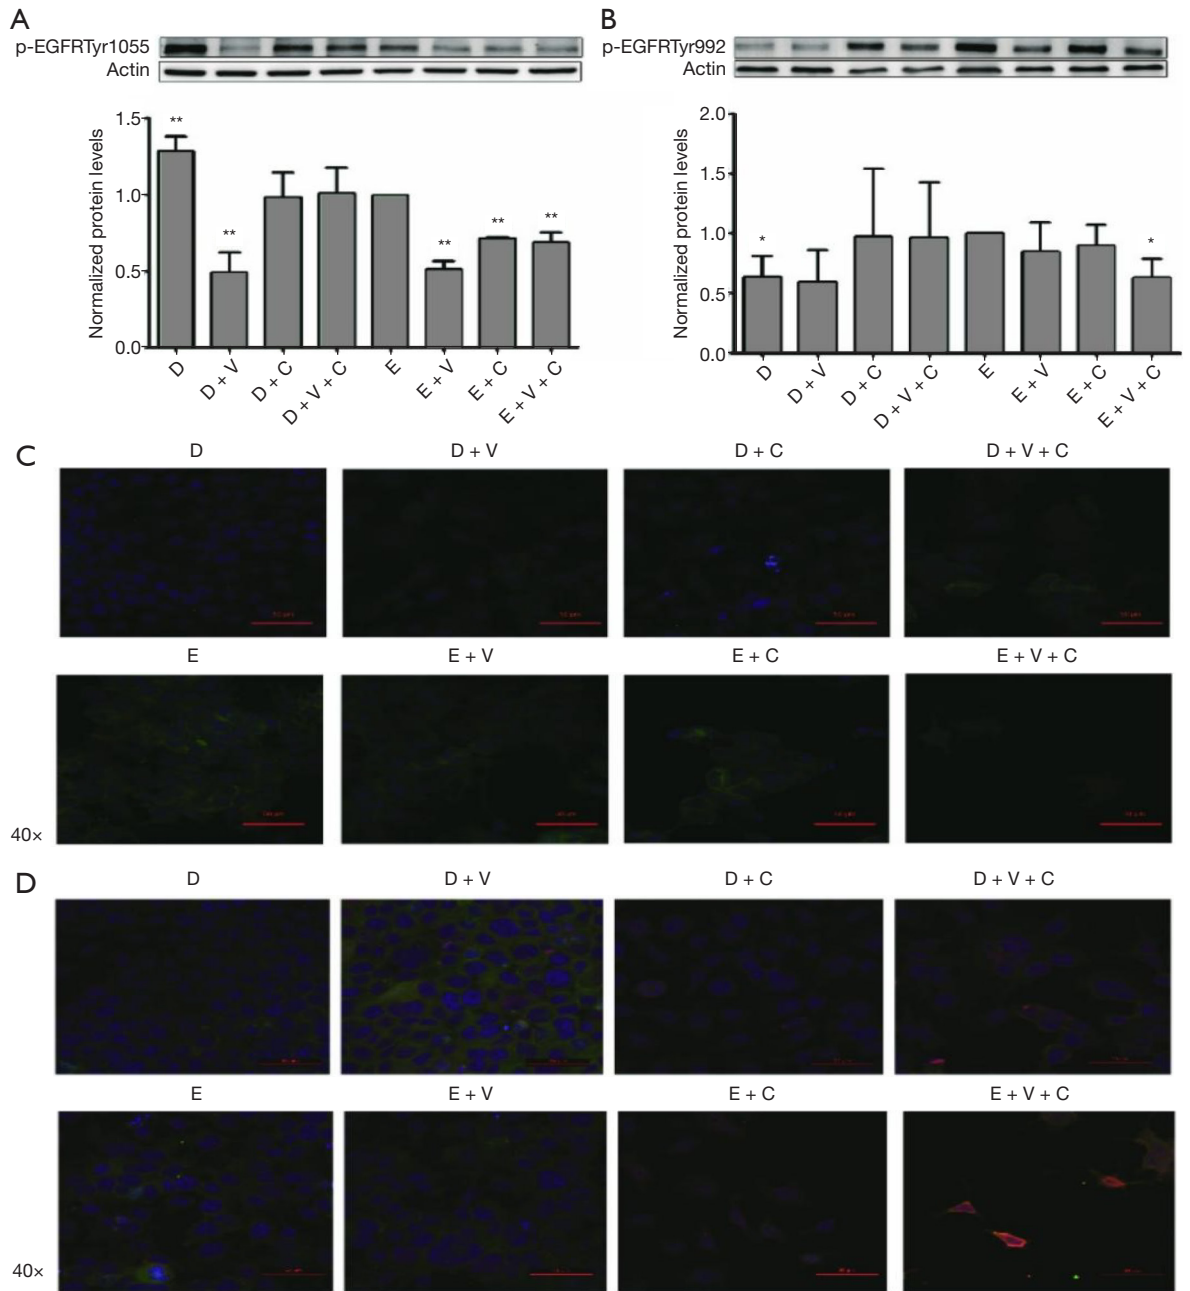 A
p-EGFRTyr1055
Actin
Normalized protein levels
1.5
1.0
0.5
0.0
**
**
**
**
**
D
D + V
D + C
D + V + C
E
E + V
E + C
E + V + C
B
p-EGFRTyr992
Actin
Normalized protein levels
2.0
1.5
1.0
0.5
0.0
*
*
D
D + V
D + C
D + V + C
E
E + V
E + C
E + V + C
C
D
D + V
D + C
D + V + C
E
E + V
E + C
E + V + C
40×
D
D
D + V
D + C
D + V + C
E
E + V
E + C
E + V + C
40×